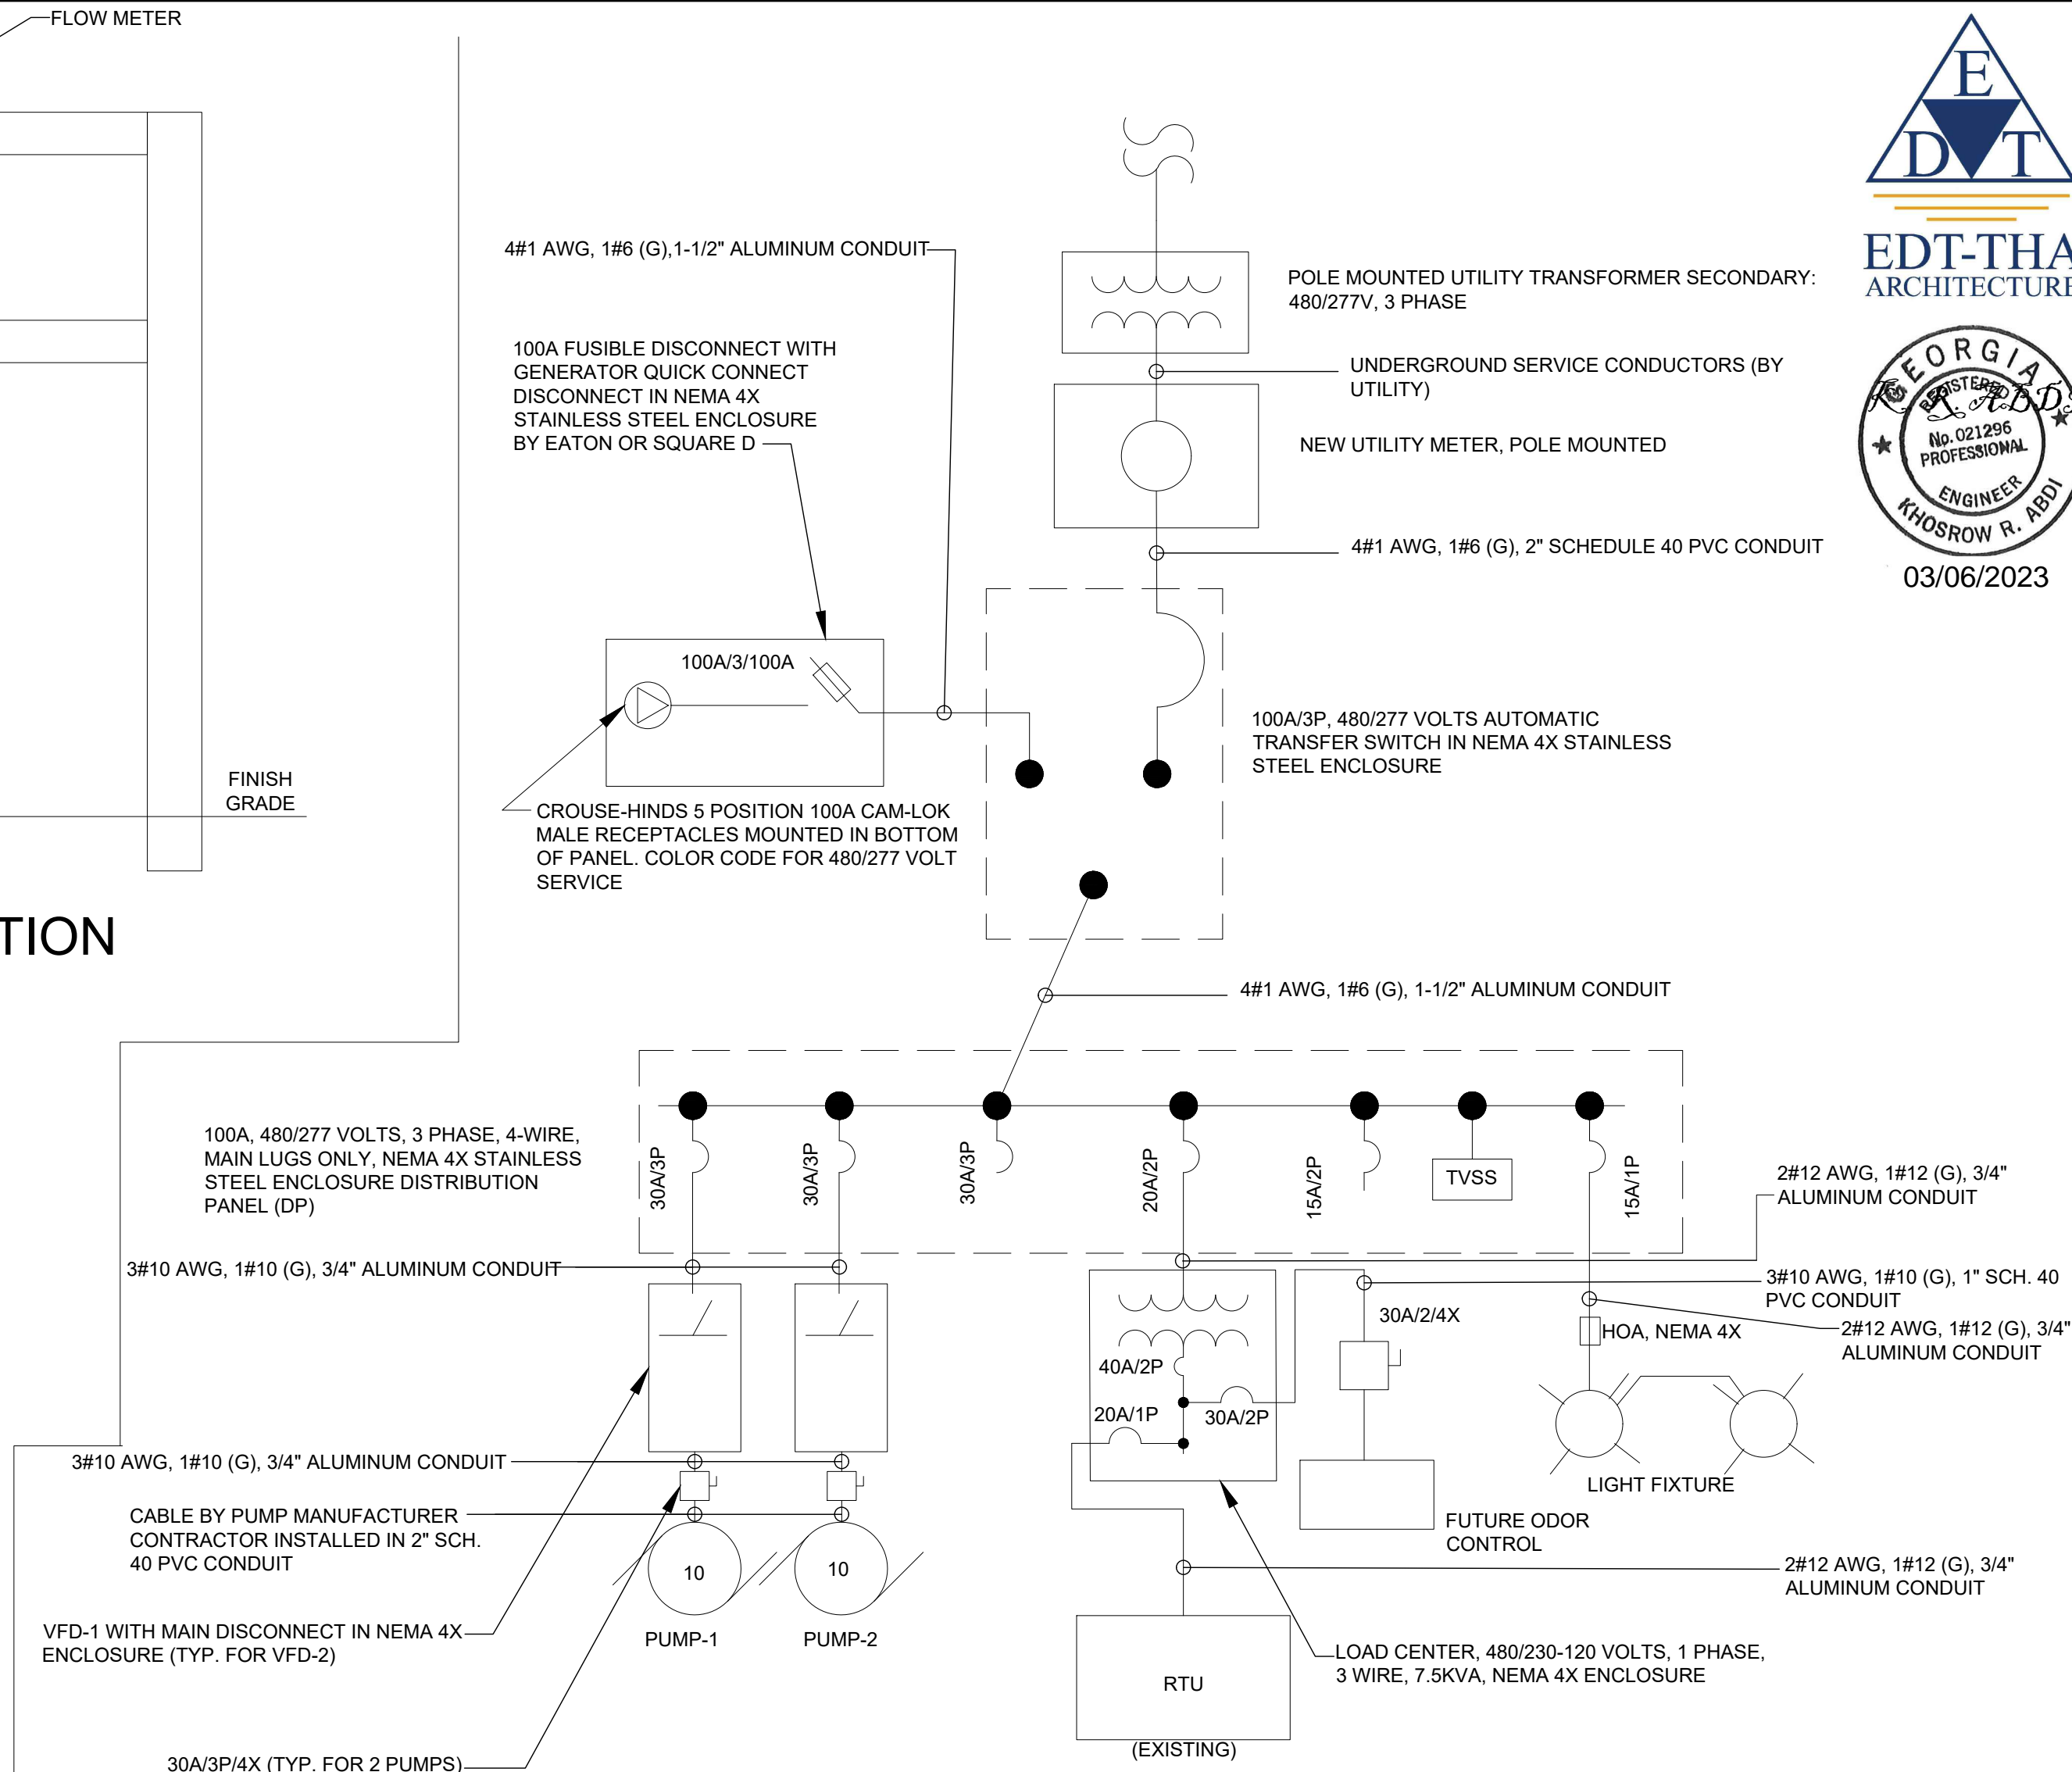 FLOW METER
FINISH
GRADE
TION
4#1 AWG, 1#6 (G),1-1/2" ALUMINUM CONDUIT
100A FUSIBLE DISCONNECT WITH
GENERATOR QUICK CONNECT
DISCONNECT IN NEMA 4X
STAINLESS STEEL ENCLOSURE
BY EATON OR SQUARE D
100A/3/100A
CROUSE-HINDS 5 POSITION 100A CAM-LOK
MALE RECEPTACLES MOUNTED IN BOTTOM
OF PANEL. COLOR CODE FOR 480/277 VOLT
SERVICE
POLE MOUNTED UTILITY TRANSFORMER SECONDARY:
480/277V, 3 PHASE
UNDERGROUND SERVICE CONDUCTORS (BY
UTILITY)
NEW UTILITY METER, POLE MOUNTED
4#1 AWG, 1#6 (G), 2" SCHEDULE 40 PVC CONDUIT
100A/3P, 480/277 VOLTS AUTOMATIC
TRANSFER SWITCH IN NEMA 4X STAINLESS
STEEL ENCLOSURE
4#1 AWG, 1#6 (G), 1-1/2" ALUMINUM CONDUIT
E
D T
EDT-THA
ARCHITECTURE
GEORGIA
REGISTERED
No. 021296
PROFESSIONAL
ENGINEER
KHOSROW R. ABDI
03/06/2023
100A, 480/277 VOLTS, 3 PHASE, 4-WIRE,
MAIN LUGS ONLY, NEMA 4X STAINLESS
STEEL ENCLOSURE DISTRIBUTION
PANEL (DP)
30A/3P
30A/3P
30A/3P
20A/2P
15A/2P
TVSS
15A/1P
2#12 AWG, 1#12 (G), 3/4"
ALUMINUM CONDUIT
3#10 AWG, 1#10 (G), 3/4" ALUMINUM CONDUIT
3#10 AWG, 1#10 (G), 1" SCH. 40
PVC CONDUIT
30A/2/4X
HOA, NEMA 4X
2#12 AWG, 1#12 (G), 3/4"
ALUMINUM CONDUIT
40A/2P
20A/1P
30A/2P
3#10 AWG, 1#10 (G), 3/4" ALUMINUM CONDUIT
LIGHT FIXTURE
CABLE BY PUMP MANUFACTURER
CONTRACTOR INSTALLED IN 2" SCH.
40 PVC CONDUIT
FUTURE ODOR
CONTROL
10
10
2#12 AWG, 1#12 (G), 3/4"
ALUMINUM CONDUIT
VFD-1 WITH MAIN DISCONNECT IN NEMA 4X
ENCLOSURE (TYP. FOR VFD-2)
PUMP-1
PUMP-2
LOAD CENTER, 480/230-120 VOLTS, 1 PHASE,
3 WIRE, 7.5KVA, NEMA 4X ENCLOSURE
RTU
(EXISTING)
30A/3P/4X (TYP. FOR 2 PUMPS)